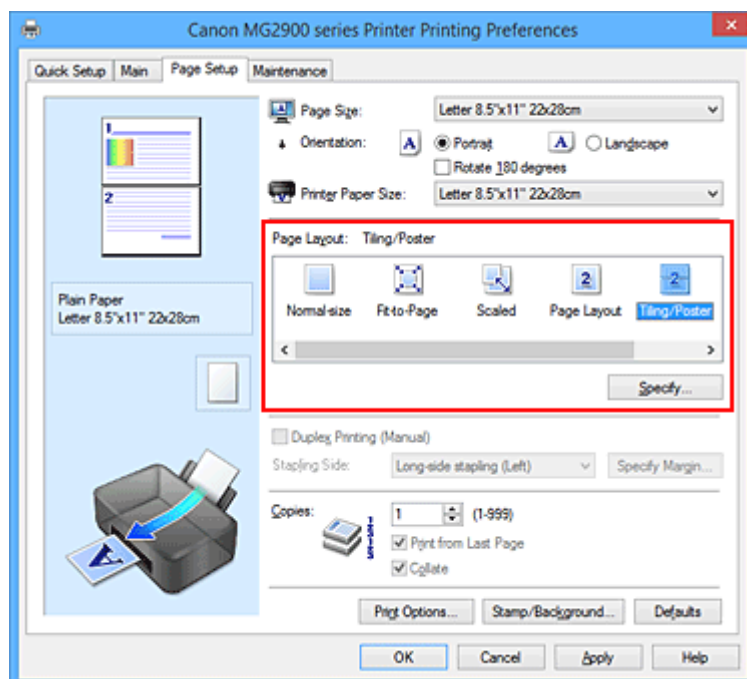 Canon MG2900 series Printer Printing Preferences
Quick Setup Main Page Setup Maintenance
1
2
Plain Paper
Letter 8.5"x11" 22x28cm
A
Page Size: Letter 8.5"x11" 22x28cm
Orientation: A Portrait A Landscape
Rotate 180 degrees
Printer Paper Size: Letter 8.5"x11" 22x28cm
Page Layout: Tiling/Poster
2 2
Normal-size Fit-to-Page Scaled Page Layout Tiling/Poster
Specify...
Duplex Printing (Manual)
Stapling Side: Long-side stapling (Left) Specify Margin...
Copies: 1 (1-999)
Print from Last Page
Collate
Print Options... Stamp/Background... Defaults
OK Cancel Apply Help